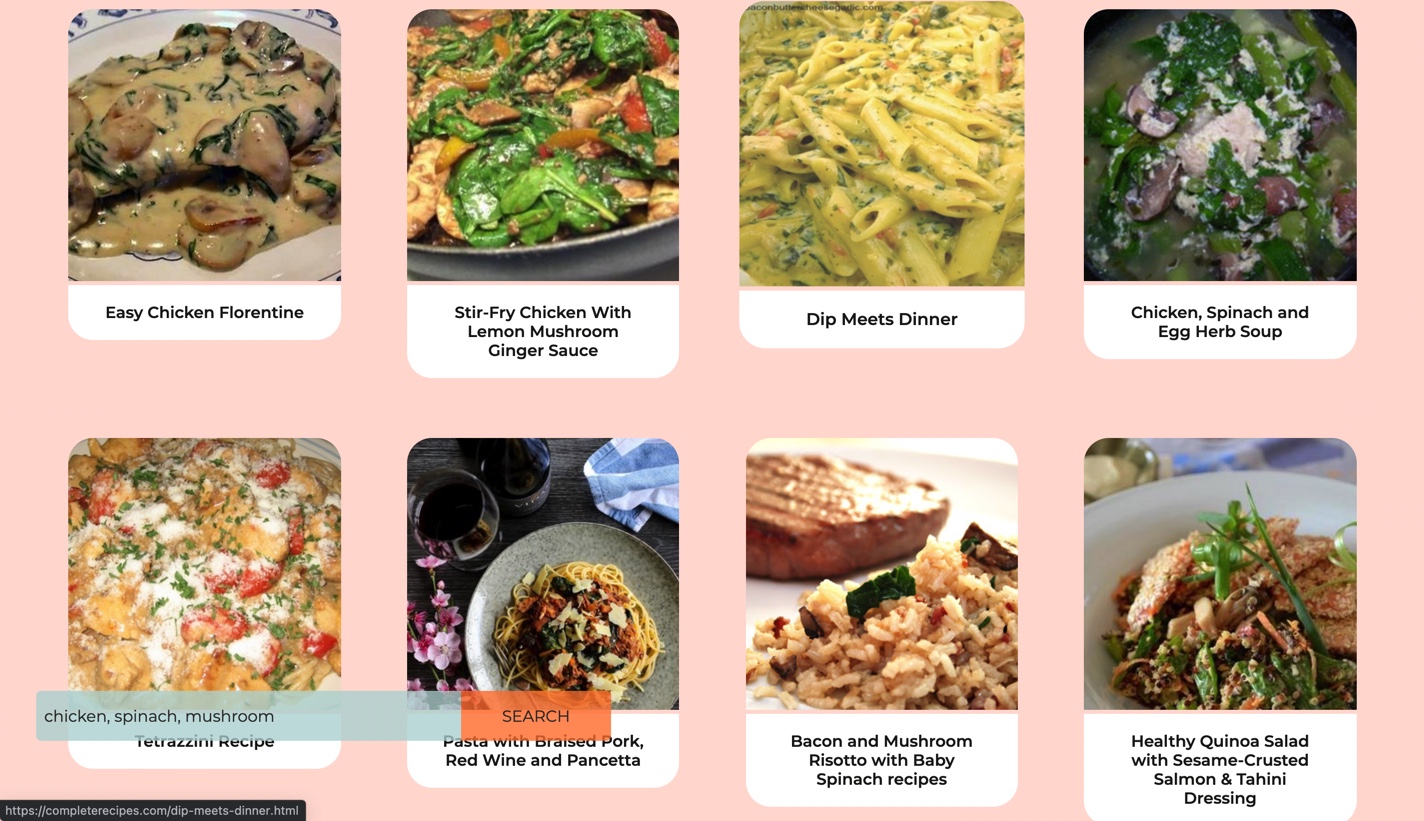 aconbuttercheesegarlic.com
Easy Chicken Florentine
Stir-Fry Chicken With
Lemon Mushroom
Ginger Sauce
Dip Meets Dinner
Chicken, Spinach and
Egg Herb Soup
chicken, spinach, mushroom
SEARCH
Tetrazzini Recipe
Pasta with Braised Pork,
Red Wine and Pancetta
Bacon and Mushroom
Risotto with Baby
Spinach recipes
Healthy Quinoa Salad
with Sesame-Crusted
Salmon & Tahini
Dressing
https://completerecipes.com/dip-meets-dinner.html